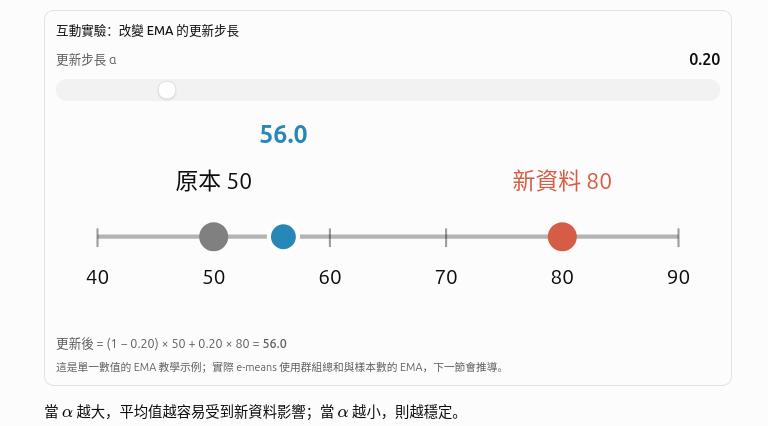 互動實驗：改變 EMA 的更新步長
更新步長 α
0.20
56.0
原本 50
新資料 80
40 50 60 70 80 90
更新後 = (1 − 0.20) × 50 + 0.20 × 80 = 56.0
這是單一數值的 EMA 教學示例；實際 e-means 使用群組總和與樣本數的 EMA，下一節會推導。
當 α 越大，平均值越容易受到新資料影響；當 α 越小，則越穩定。